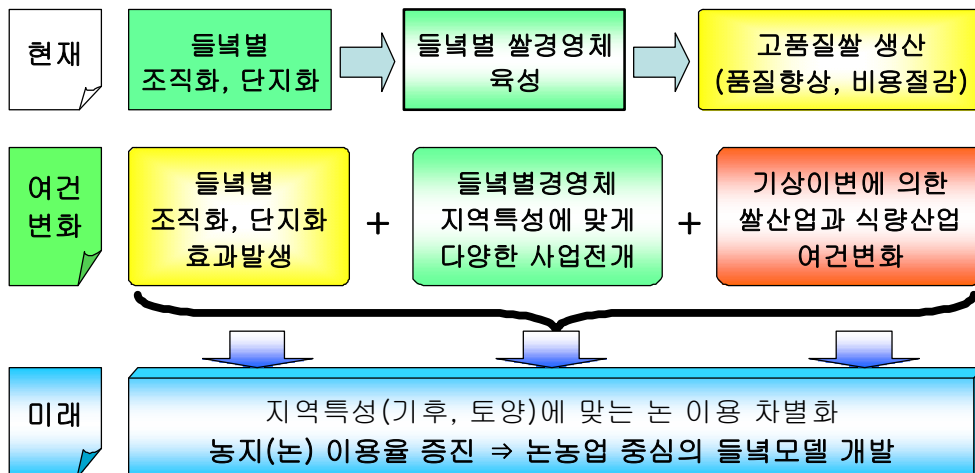 현재
들녘별
조직화, 단지화
들녘별 쌀경영체
육성
고품질쌀 생산
(품질향상, 비용절감)
여건
변화
들녘별
조직화, 단지화
효과발생
+
들녘별경영체
지역특성에 맞게
다양한 사업전개
+
기상이변에 의한
쌀산업과 식량산업
여건변화
미래
지역특성(기후, 토양)에 맞는 논 이용 차별화
농지(논) 이용율 증진 ⇒ 논농업 중심의 들녘모델 개발